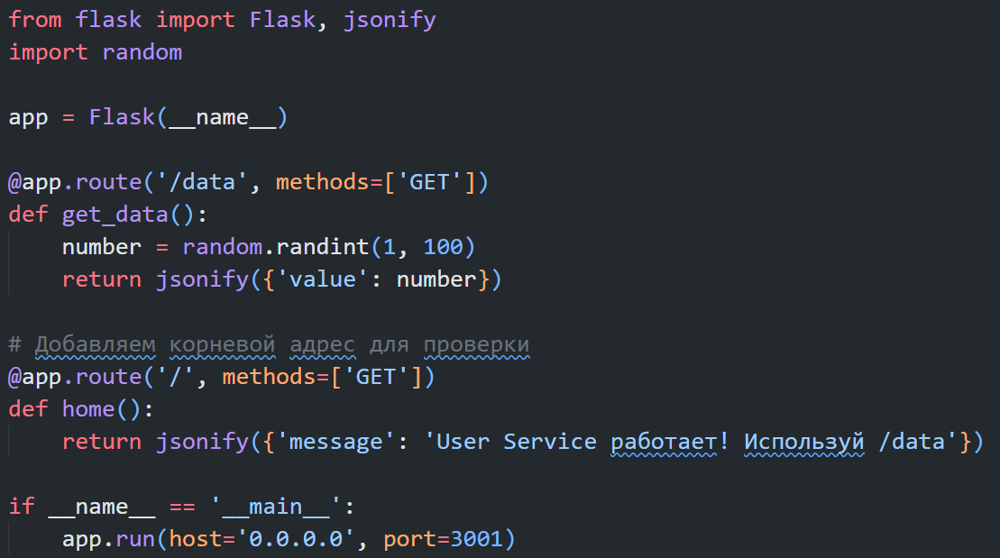 from flask import Flask, jsonify
import random
app = Flask(__name__)
@app.route('/data', methods=['GET'])
def get_data():
    number = random.randint(1, 100)
    return jsonify({'value': number})
# Добавляем корневой адрес для проверки
@app.route('/', methods=['GET'])
def home():
    return jsonify({'message': 'User Service работает! Используй /data'})
if __name__ == '__main__':
    app.run(host='0.0.0.0', port=3001)